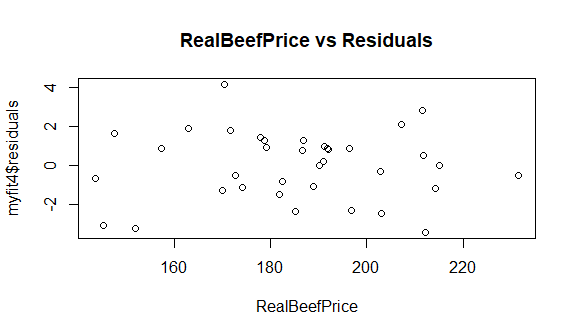 RealBeefPrice vs Residuals
myfit4$residuals
4
2
0
-2
160 180 200 220
RealBeefPrice